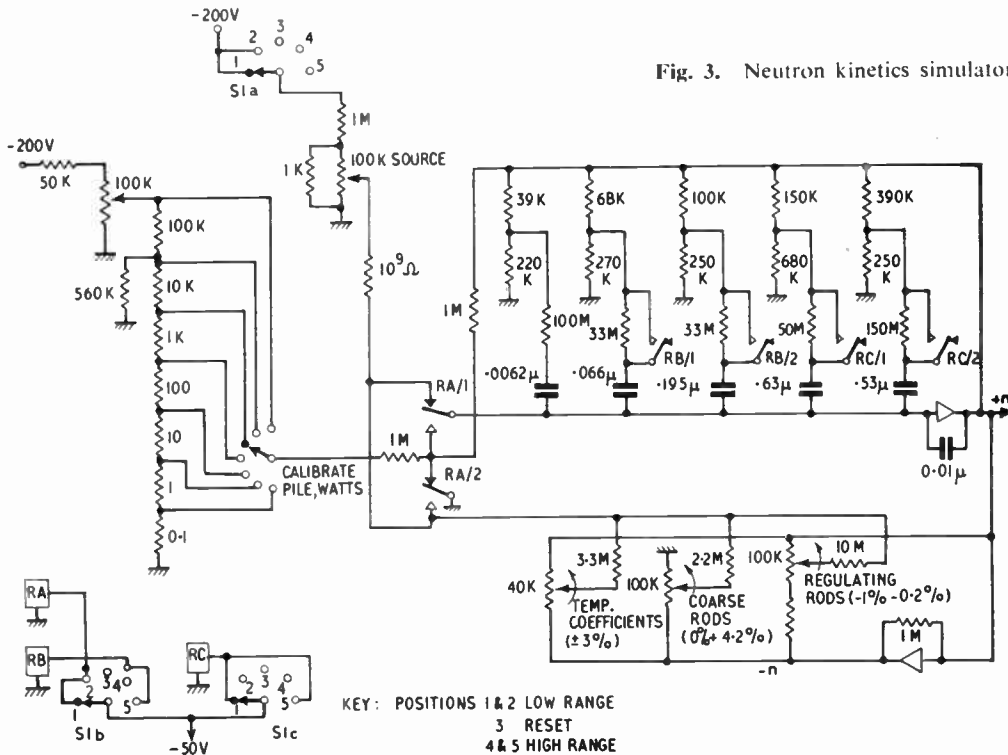 Fig. 3. Neutron kinetics simulator
-200V
2
3
4
1
5
S1a
1M
1K
100K SOURCE
-200V
50K
100K
100K
560K
10K
1K
100
10
1
0·1
CALIBRATE
PILE, WATTS
10⁹Ω
1M
RA/1
RA/2
1M
39K
68K
100K
150K
390K
220
K
270
K
250
K
680
K
250
K
100M
33M
33M
50M
150M
RB/1
RB/2
RC/1
RC/2
·0062μ
·066μ
·195μ
·63μ
·53μ
+n
0·01μ
40K
3·3M
TEMP.
COEFFICIENTS
(±3%)
100K
2·2M
COARSE
RODS
(0%+4·2%)
100K
10M
REGULATING
RODS(-1%-0·2%)
1M
-n
RA
RB
RC
2
3
4
1
5
S1b
2
3
4
1
5
S1c
-50V
KEY: POSITIONS 1&2 LOW RANGE
3 RESET
4&5 HIGH RANGE